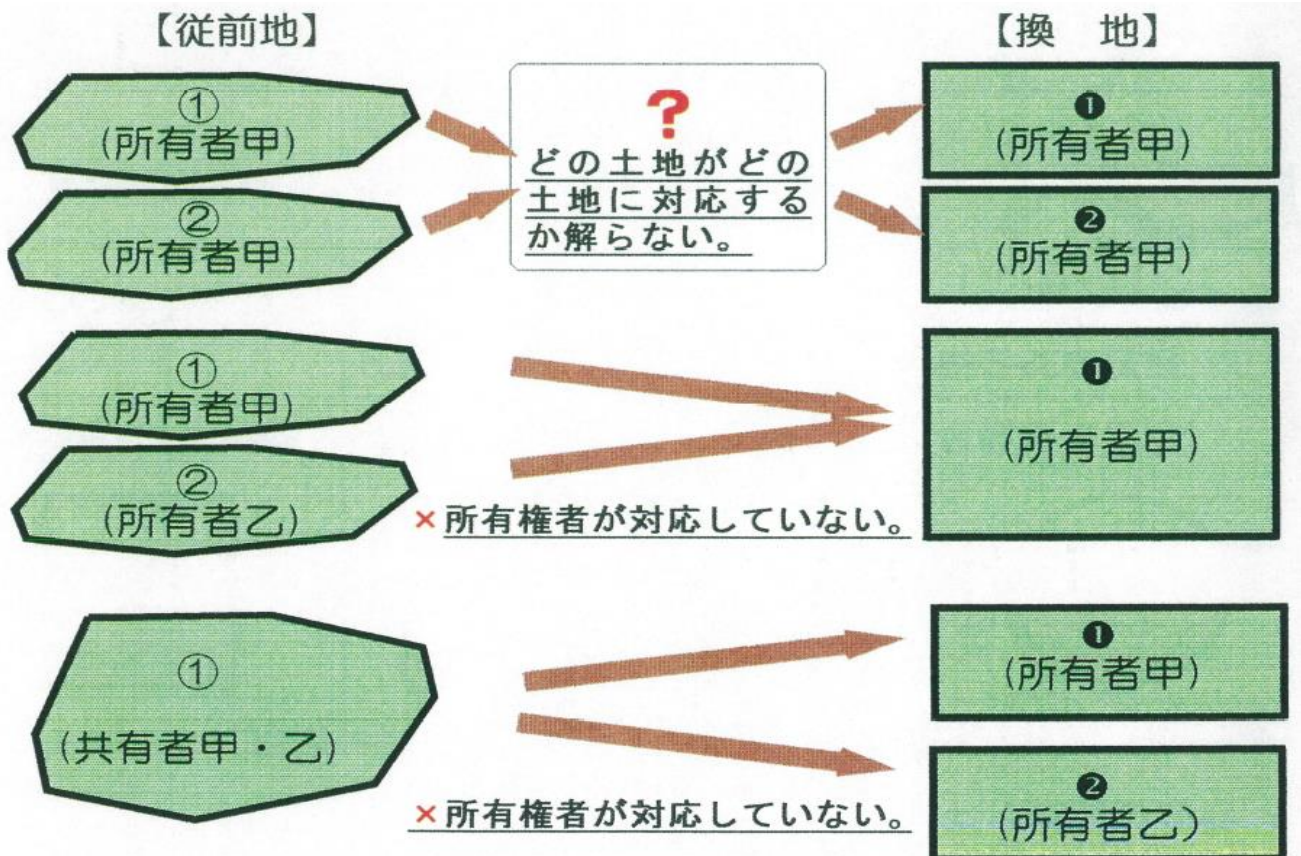 【従前地】
【換　地】
①
(所有者甲)
②
(所有者甲)
?
どの土地がどの
土地に対応する
か解らない。
❶
(所有者甲)
❷
(所有者甲)
①
(所有者甲)
②
(所有者乙)
×所有権者が対応していない。
❶
(所有者甲)
①
(共有者甲・乙)
×所有権者が対応していない。
❶
(所有者甲)
❷
(所有者乙)